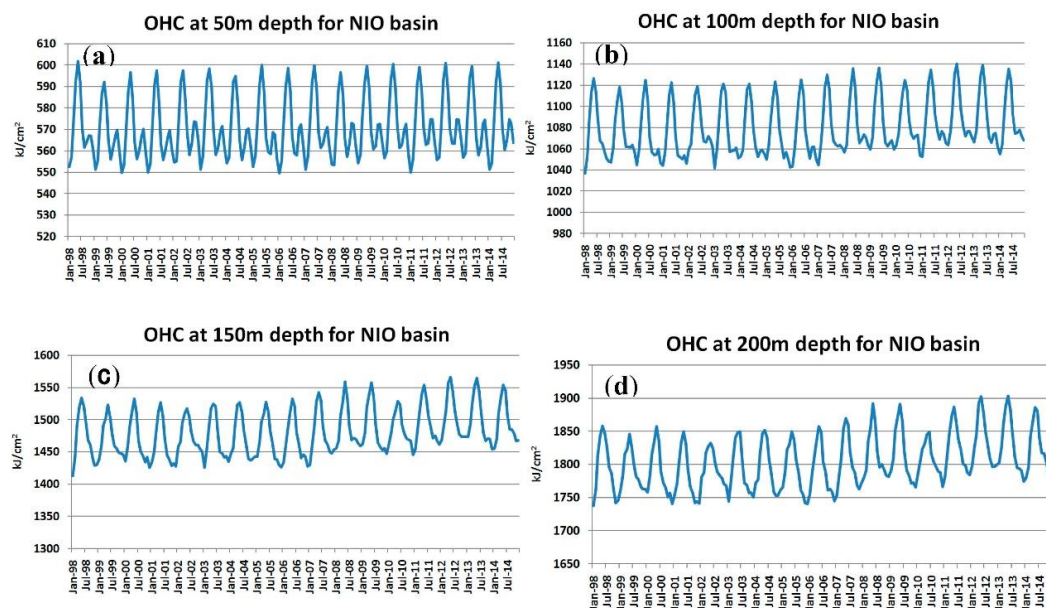 OHC at 50m depth for NIO basin
(a)
kJ/cm²
610
600
590
580
570
560
550
540
530
520
Jan-98
Jul-98
Jan-99
Jul-99
Jan-00
Jul-00
Jan-01
Jul-01
Jan-02
Jul-02
Jan-03
Jul-03
Jan-04
Jul-04
Jan-05
Jul-05
Jan-06
Jul-06
Jan-07
Jul-07
Jan-08
Jul-08
Jan-09
Jul-09
Jan-10
Jul-10
Jan-11
Jul-11
Jan-12
Jul-12
Jan-13
Jul-13
Jan-14
Jul-14
OHC at 100m depth for NIO basin
(b)
kJ/cm²
1160
1140
1120
1100
1080
1060
1040
1020
1000
980
Jan-98
Jul-98
Jan-99
Jul-99
Jan-00
Jul-00
Jan-01
Jul-01
Jan-02
Jul-02
Jan-03
Jul-03
Jan-04
Jul-04
Jan-05
Jul-05
Jan-06
Jul-06
Jan-07
Jul-07
Jan-08
Jul-08
Jan-09
Jul-09
Jan-10
Jul-10
Jan-11
Jul-11
Jan-12
Jul-12
Jan-13
Jul-13
Jan-14
Jul-14
OHC at 150m depth for NIO basin
(c)
kJ/cm²
1600
1550
1500
1450
1400
1350
1300
Jan-98
Jul-98
Jan-99
Jul-99
Jan-00
Jul-00
Jan-01
Jul-01
Jan-02
Jul-02
Jan-03
Jul-03
Jan-04
Jul-04
Jan-05
Jul-05
Jan-06
Jul-06
Jan-07
Jul-07
Jan-08
Jul-08
Jan-09
Jul-09
Jan-10
Jul-10
Jan-11
Jul-11
Jan-12
Jul-12
Jan-13
Jul-13
Jan-14
Jul-14
OHC at 200m depth for NIO basin
(d)
kJ/cm²
1950
1900
1850
1800
1750
1700
1650
Jan-98
Jul-98
Jan-99
Jul-99
Jan-00
Jul-00
Jan-01
Jul-01
Jan-02
Jul-02
Jan-03
Jul-03
Jan-04
Jul-04
Jan-05
Jul-05
Jan-06
Jul-06
Jan-07
Jul-07
Jan-08
Jul-08
Jan-09
Jul-09
Jan-10
Jul-10
Jan-11
Jul-11
Jan-12
Jul-12
Jan-13
Jul-13
Jan-14
Jul-14